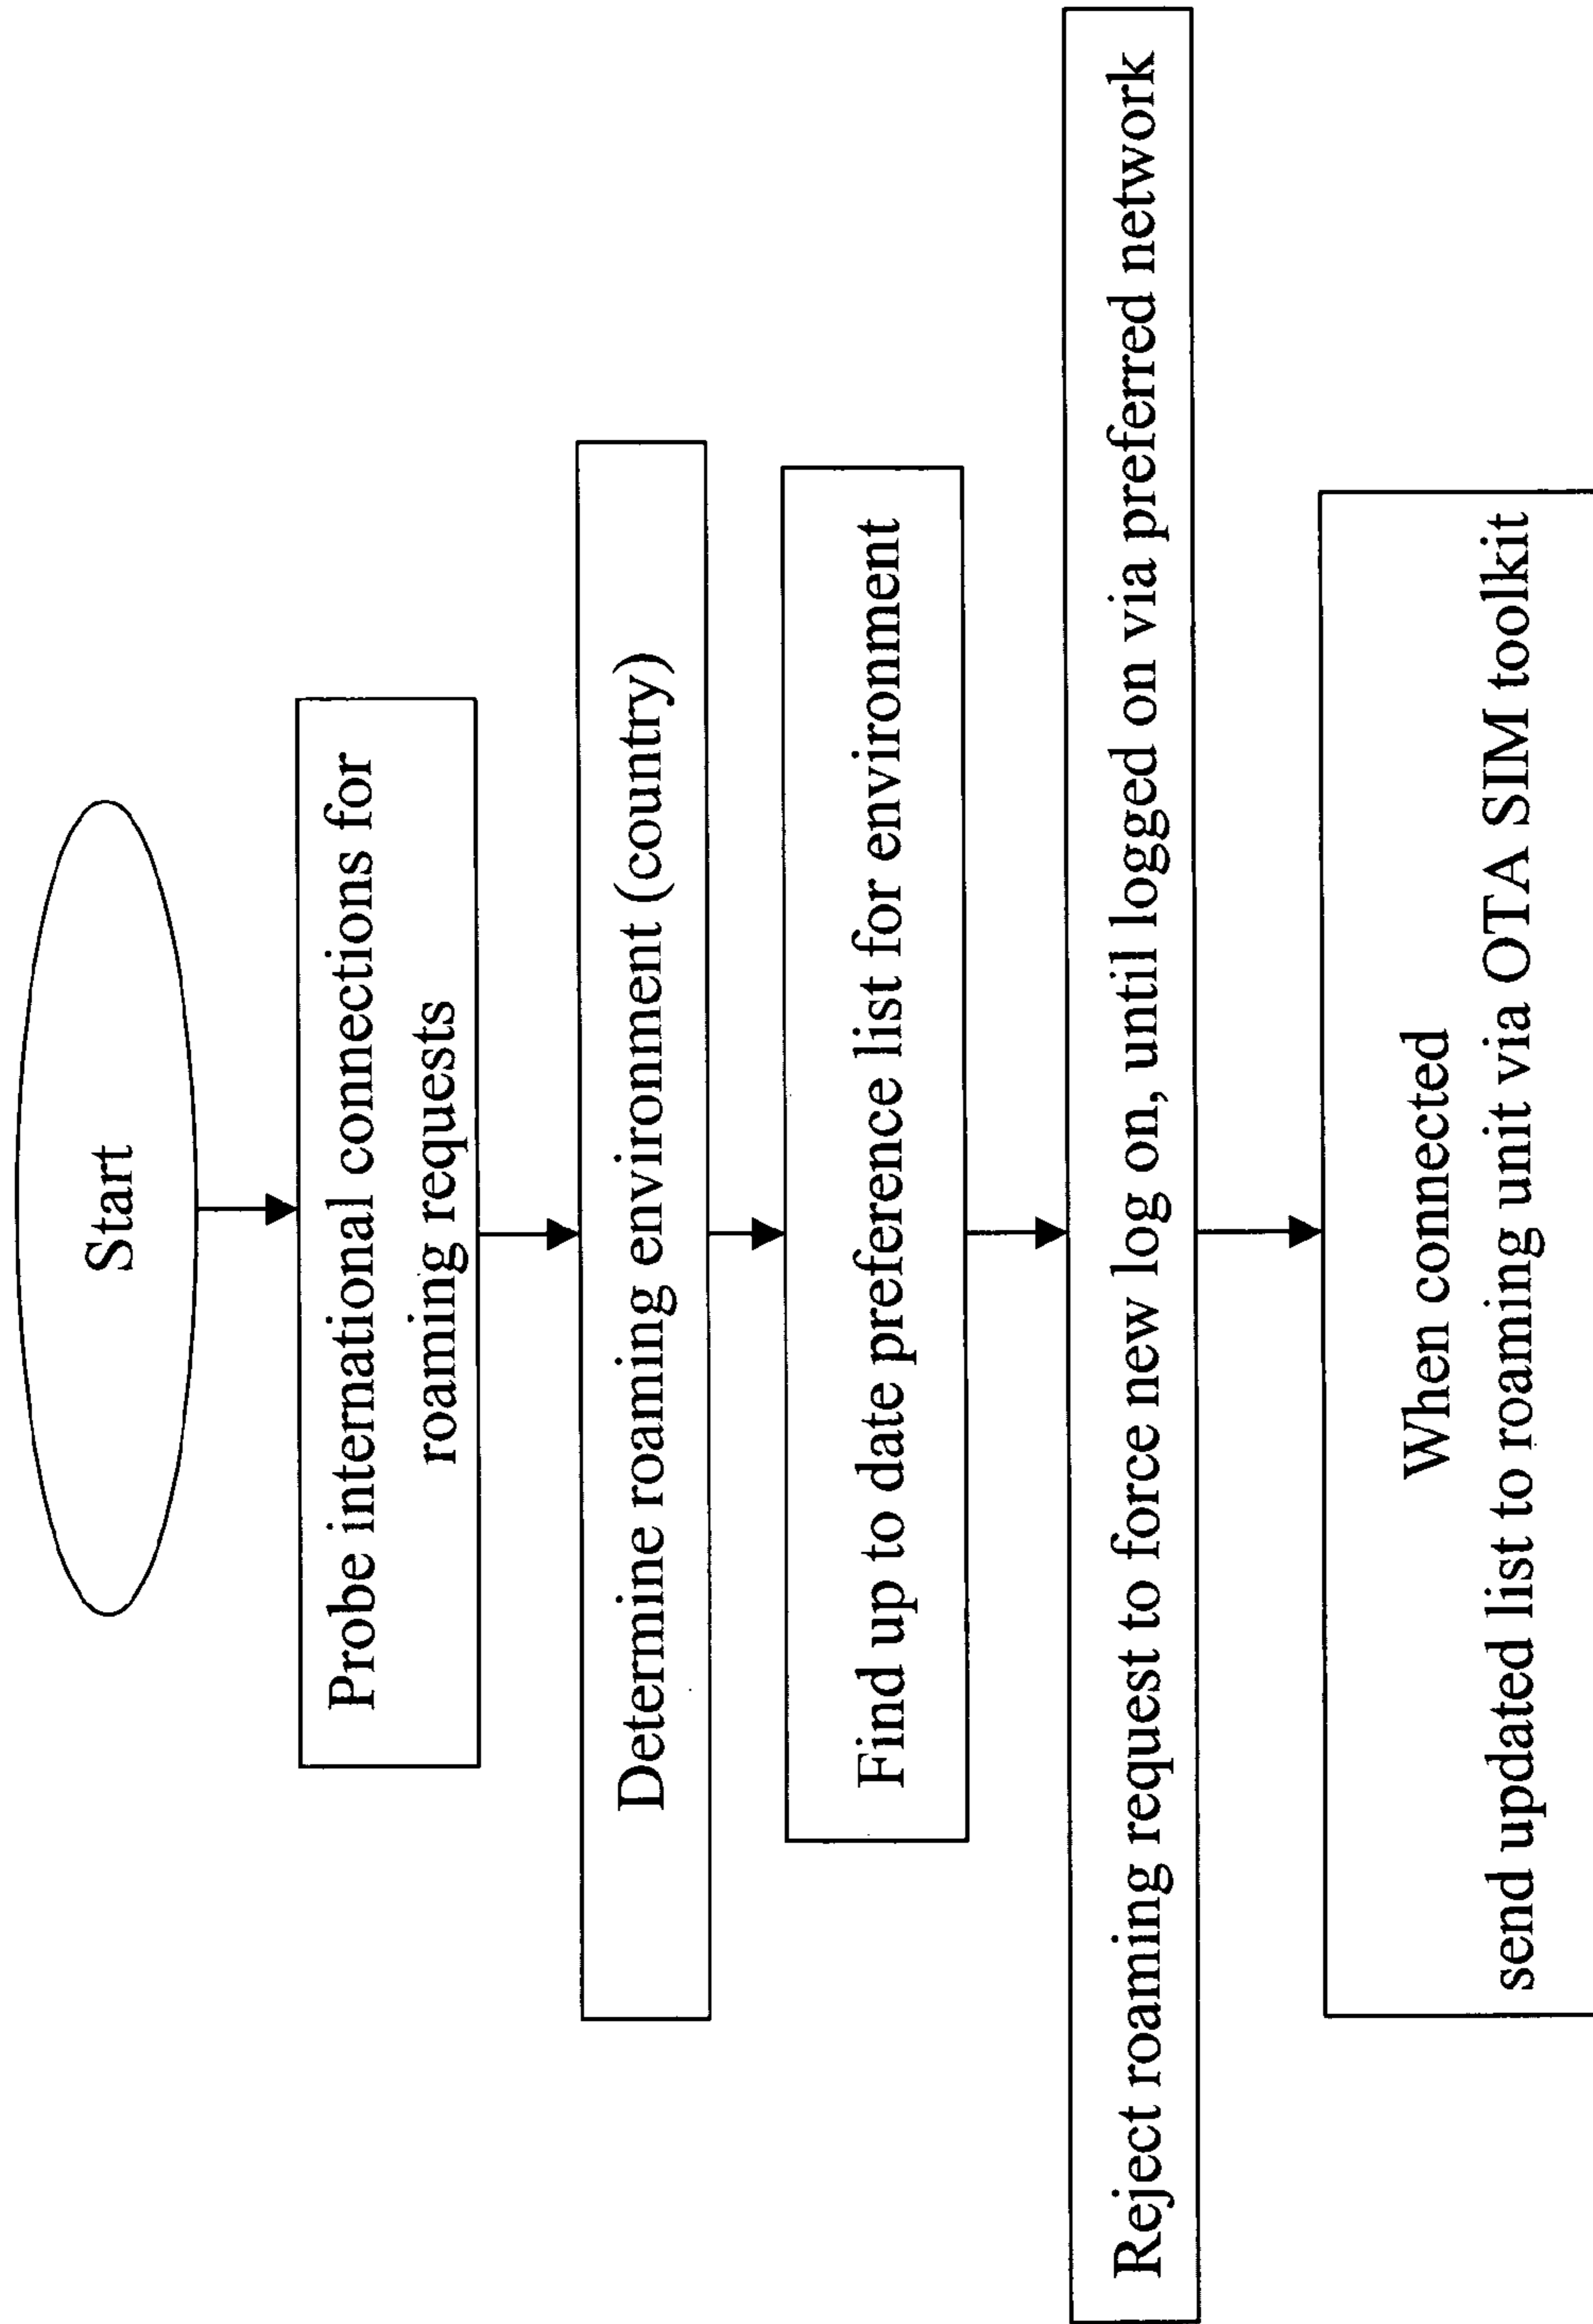 Start
Probe international connections for
roaming requests
Determine roaming environment (country)
Find up to date preference list for environment
Reject roaming request to force new log on, until logged on via preferred network
When connected
send updated list to roaming unit via OTA SIM toolkit